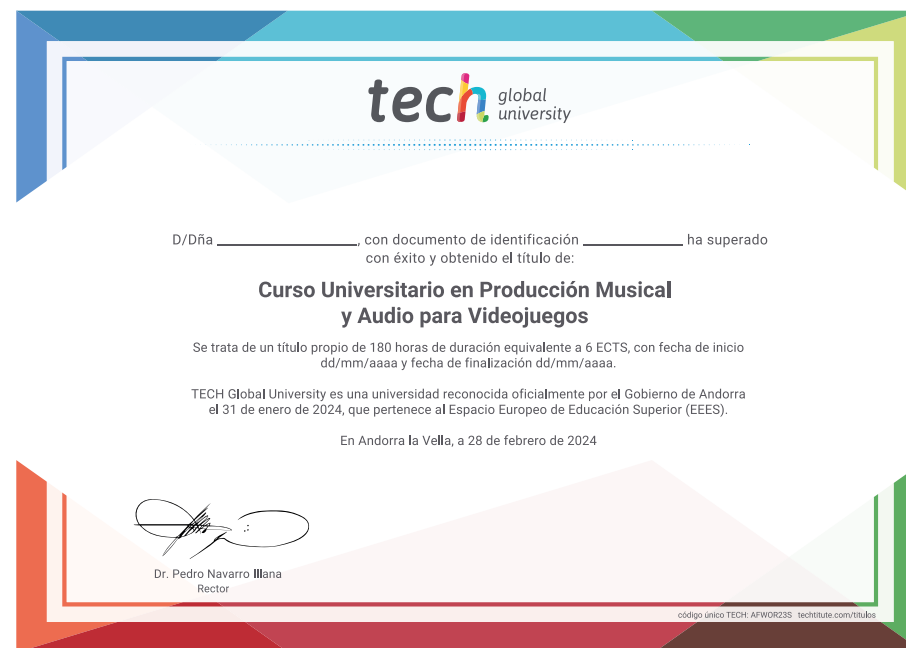 tech global university
D/Dña ____________________, con documento de identificación ______________ ha superado
con éxito y obtenido el título de:
Curso Universitario en Producción Musical
y Audio para Videojuegos
Se trata de un título propio de 180 horas de duración equivalente a 6 ECTS, con fecha de inicio
dd/mm/aaaa y fecha de finalización dd/mm/aaaa.
TECH Global University es una universidad reconocida oficialmente por el Gobierno de Andorra
el 31 de enero de 2024, que pertenece al Espacio Europeo de Educación Superior (EEES).
En Andorra la Vella, a 28 de febrero de 2024
Dr. Pedro Navarro Illana
Rector
código único TECH: AFWOR23S techtitute.com/titulos